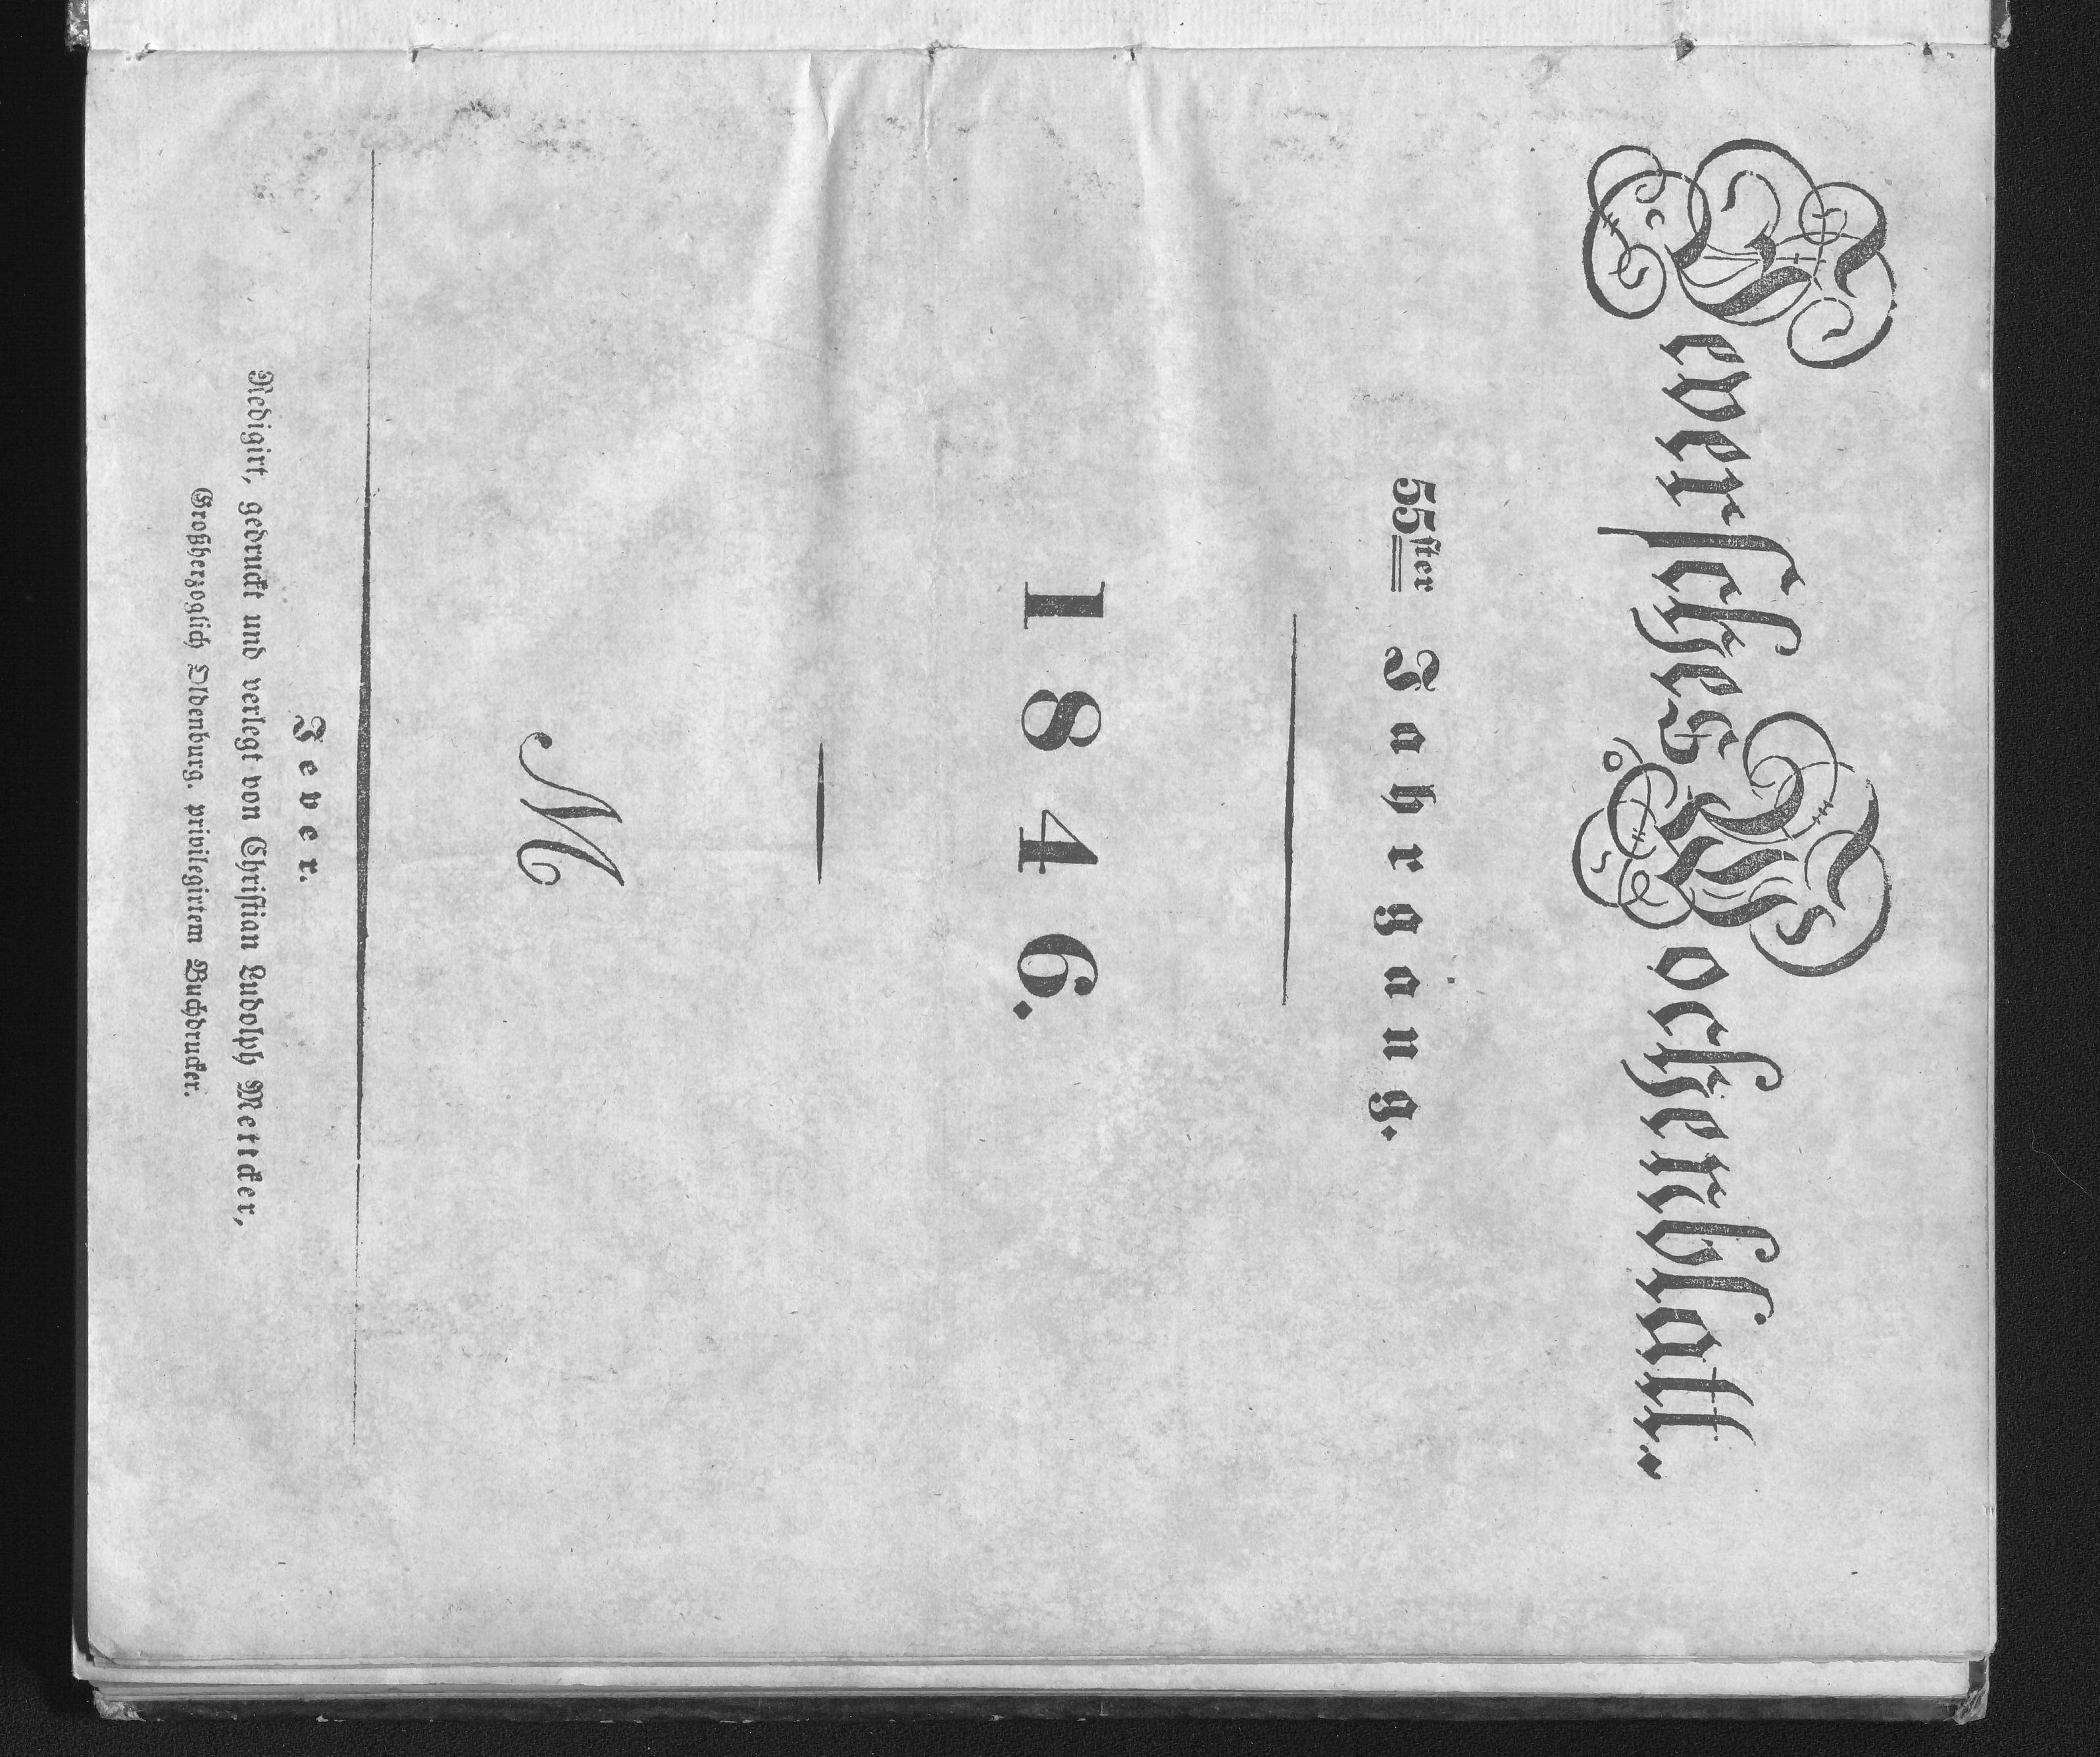 Jeversches Wochenblatt.
55ster Jahrgang.
1846.
M
Jever.
Redigirt, gedruckt und verlegt von Christian Ludolph Mettcker,
Großherzoglich Oldenburg. privilegirtem Buchdrucker.